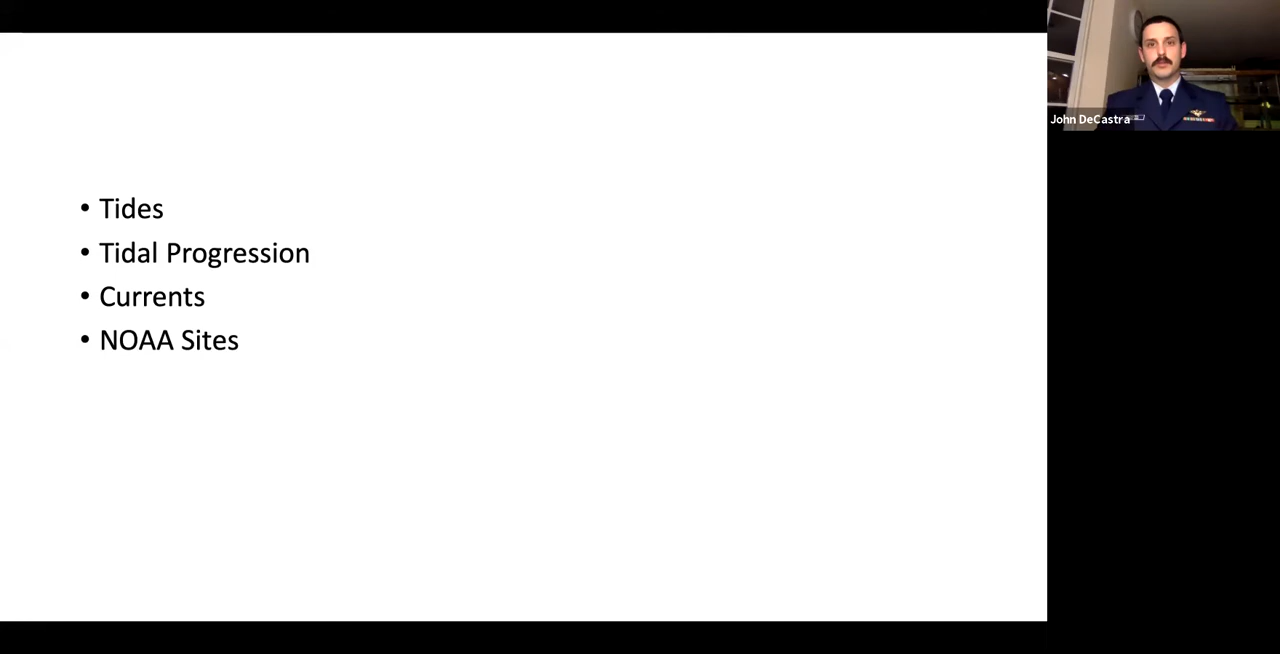 • Tides
• Tidal Progression
• Currents
• NOAA Sites
John DeCastra